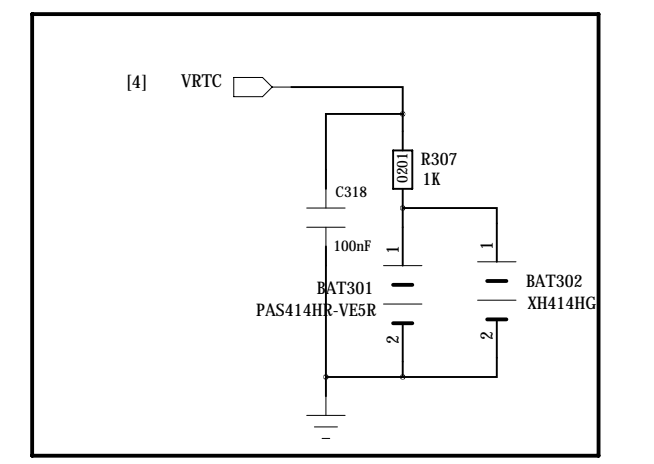 [4] VRTC
0201
R307
1K
C318
100nF
1
1
BAT301
PAS414HR-VE5R
BAT302
XH414HG
2
2